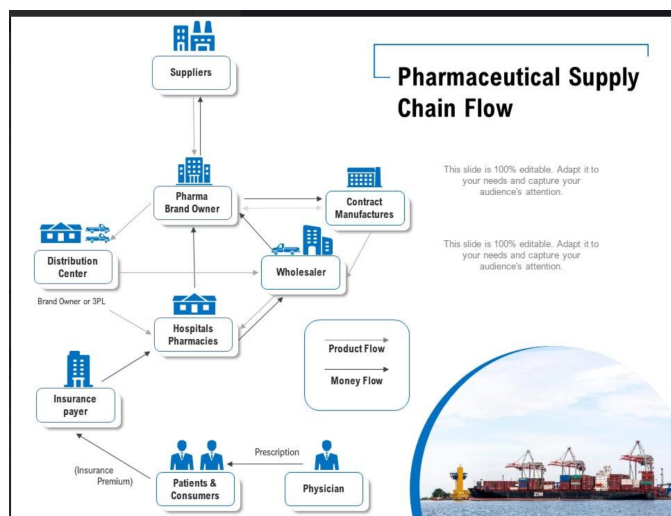 Pharmaceutical Supply
Chain Flow
This slide is 100% editable. Adapt it to
your needs and capture your
audience's attention.
This slide is 100% editable. Adapt it to
your needs and capture your
audience's attention.
Suppliers
Pharma
Brand Owner
Contract
Manufactures
Distribution
Center
Wholesaler
Brand Owner or 3PL
Hospitals
Pharmacies
Product Flow
Money Flow
Insurance
payer
(Insurance
Premium)
Patients &
Consumers
Prescription
Physician
ZIM